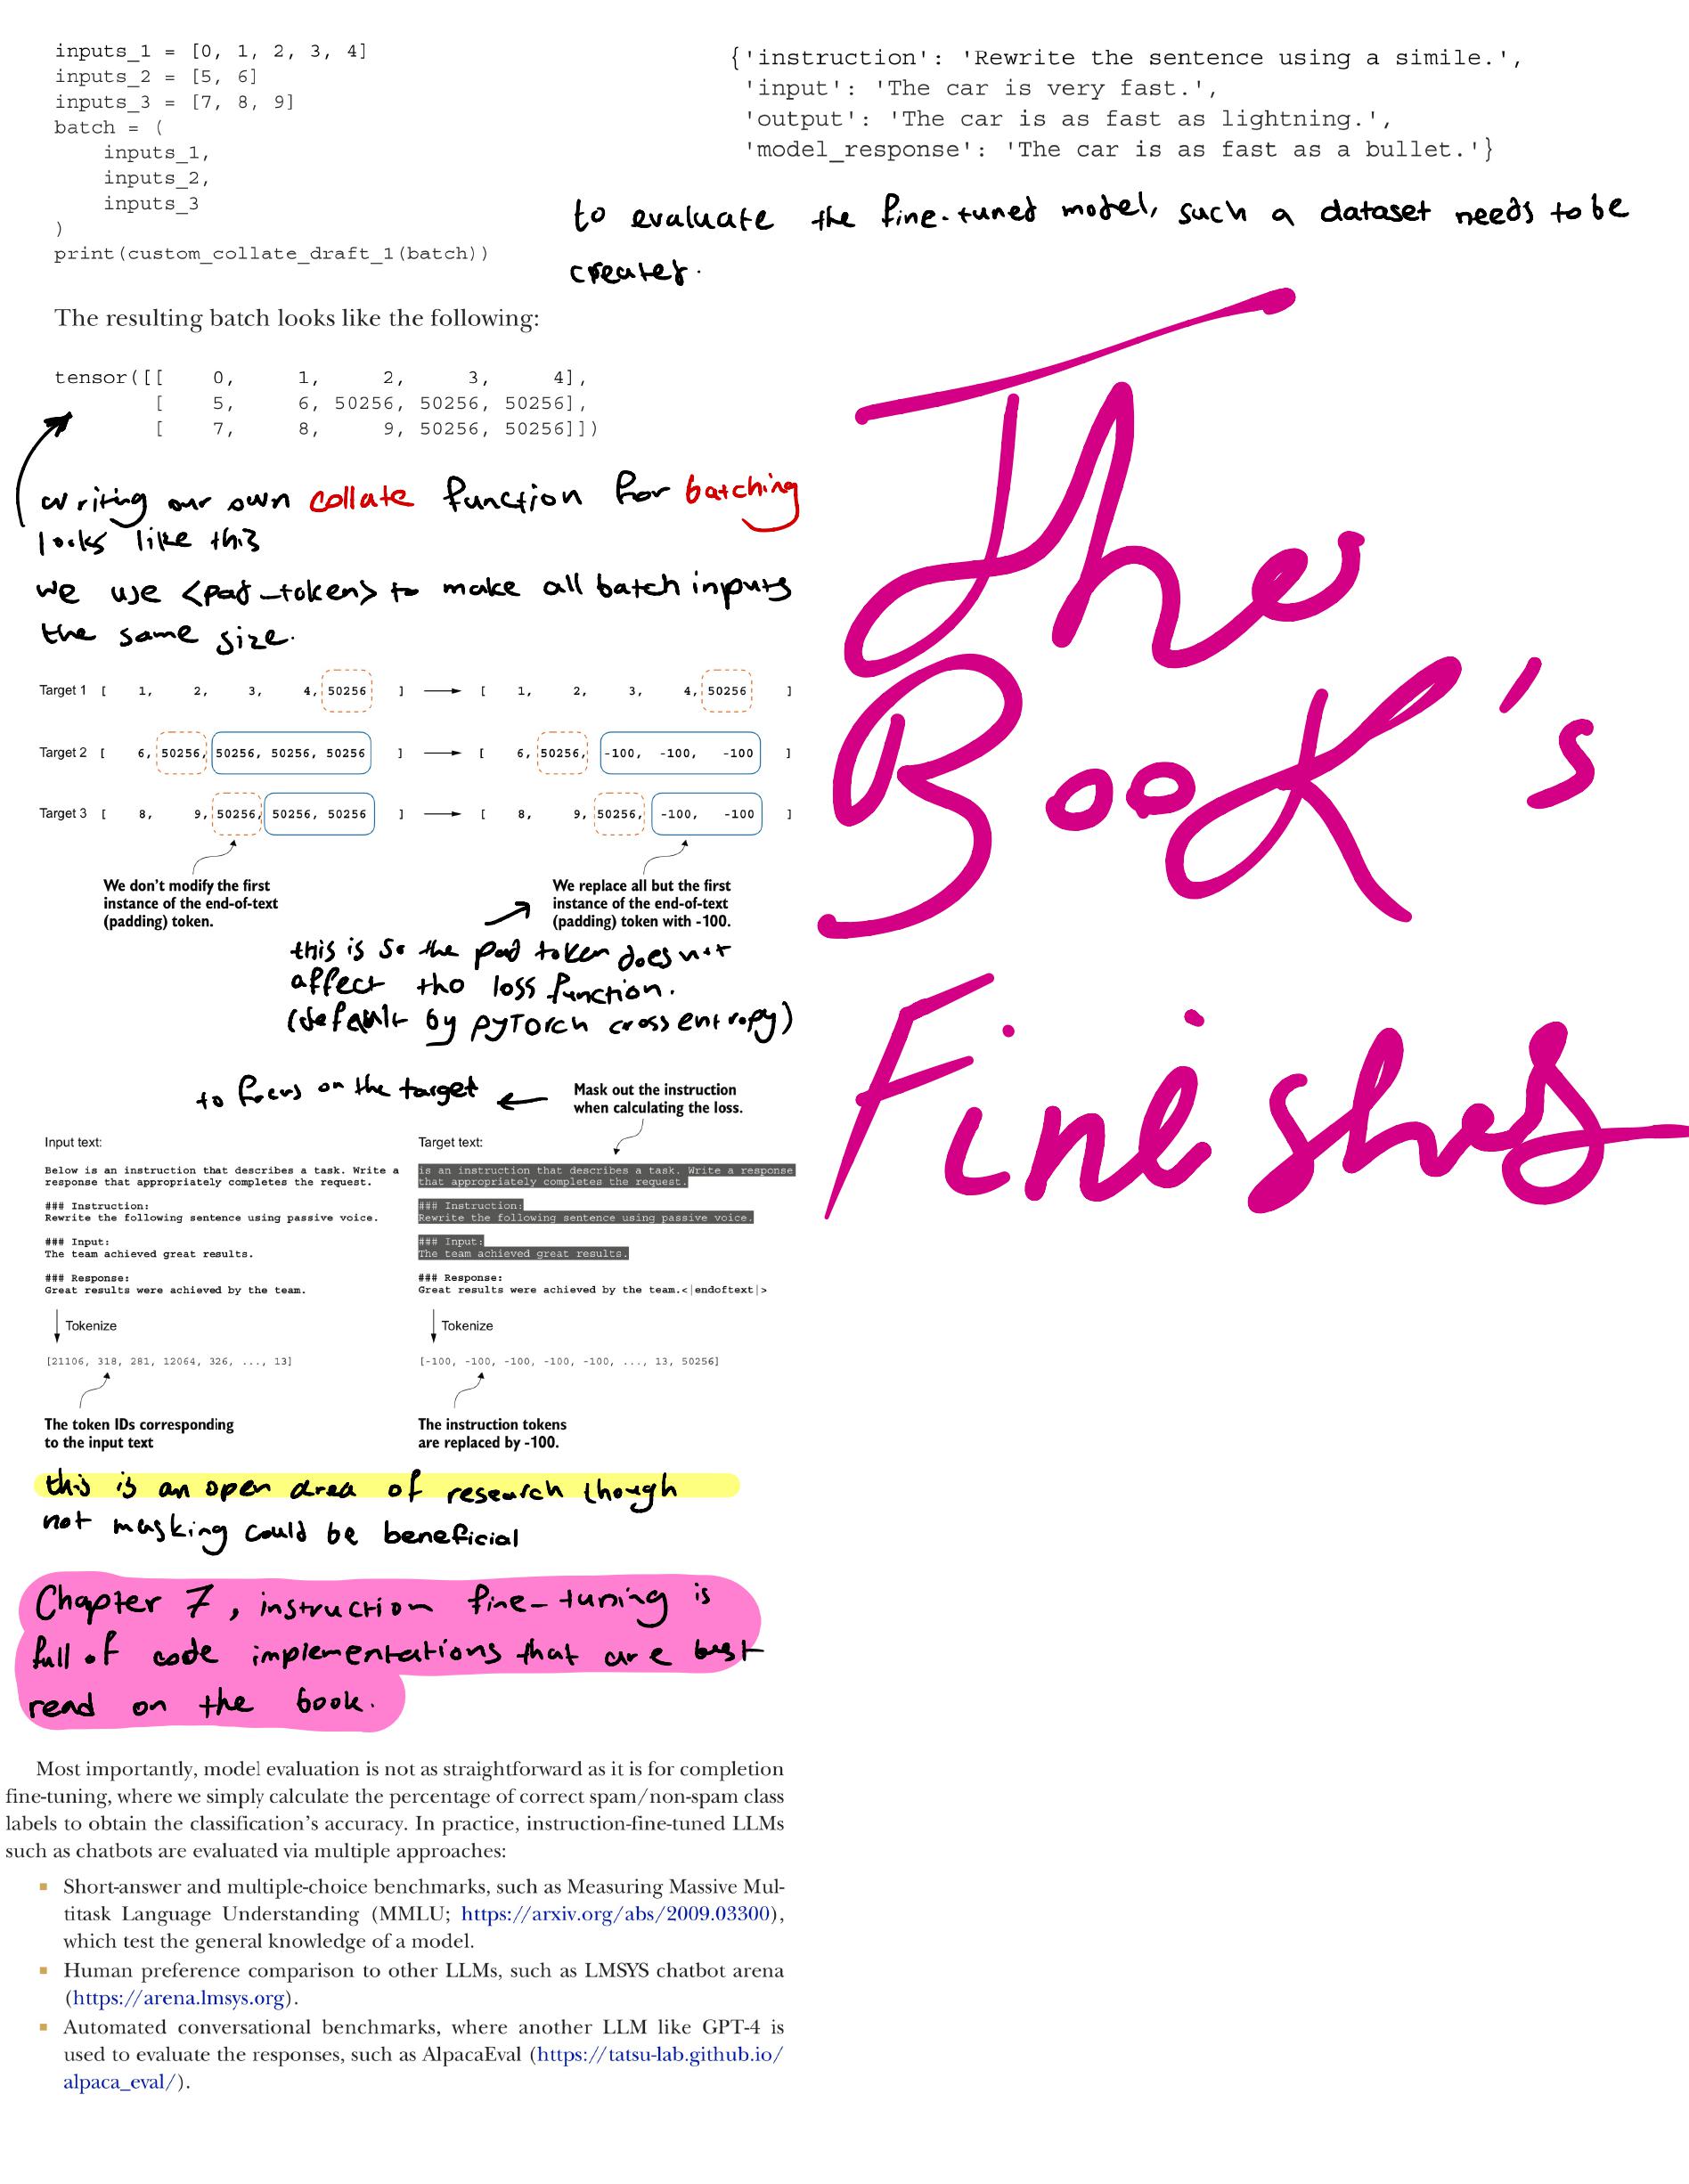 inputs_1 = [0, 1, 2, 3, 4]
inputs_2 = [5, 6]
inputs_3 = [7, 8, 9]
batch = (
    inputs_1,
    inputs_2,
    inputs_3
)
print(custom_collate_draft_1(batch))
The resulting batch looks like the following:
tensor([[    0,     1,     2,     3,     4],
        [    5,     6, 50256, 50256, 50256],
        [    7,     8,     9, 50256, 50256]])
writing our own collate function for batching
looks like this
we use <pad_token> to make all batch inputs
the same size.
Target 1 [ 1, 2, 3, 4, 50256 ] → [ 1, 2, 3, 4, 50256 ]
Target 2 [ 6, 50256, 50256, 50256, 50256 ] → [ 6, 50256, -100, -100, -100 ]
Target 3 [ 8, 9, 50256, 50256, 50256 ] → [ 8, 9, 50256, -100, -100 ]
We don't modify the first
instance of the end-of-text
(padding) token.
We replace all but the first
instance of the end-of-text
(padding) token with -100.
this is so the pad token does not
affect the loss function.
(default by pyTorch cross entropy)
to focus on the target
Mask out the instruction
when calculating the loss.
Input text:
Below is an instruction that describes a task. Write a
response that appropriately completes the request.
### Instruction:
Rewrite the following sentence using passive voice.
### Input:
The team achieved great results.
### Response:
Great results were achieved by the team.
Tokenize
[21106, 318, 281, 12064, 326, ..., 13]
The token IDs corresponding
to the input text
Target text:
is an instruction that describes a task. Write a response
that appropriately completes the request.
### Instruction:
Rewrite the following sentence using passive voice.
### Input:
The team achieved great results.
### Response:
Great results were achieved by the team.<|endoftext|>
Tokenize
[-100, -100, -100, -100, -100, ..., 13, 50256]
The instruction tokens
are replaced by -100.
this is an open area of research though
not masking could be beneficial
Chapter 7, instruction fine-tuning is
full of code implementations that are best
read on the book.
Most importantly, model evaluation is not as straightforward as it is for completion
fine-tuning, where we simply calculate the percentage of correct spam/non-spam class
labels to obtain the classification's accuracy. In practice, instruction-fine-tuned LLMs
such as chatbots are evaluated via multiple approaches:
▪ Short-answer and multiple-choice benchmarks, such as Measuring Massive Mul-
titask Language Understanding (MMLU; https://arxiv.org/abs/2009.03300),
which test the general knowledge of a model.
▪ Human preference comparison to other LLMs, such as LMSYS chatbot arena
(https://arena.lmsys.org).
▪ Automated conversational benchmarks, where another LLM like GPT-4 is
used to evaluate the responses, such as AlpacaEval (https://tatsu-lab.github.io/
alpaca_eval/).
{'instruction': 'Rewrite the sentence using a simile.',
 'input': 'The car is very fast.',
 'output': 'The car is as fast as lightning.',
 'model_response': 'The car is as fast as a bullet.'}
to evaluate the fine-tuned model, such a dataset needs to be
created.
The
Book's
Finished